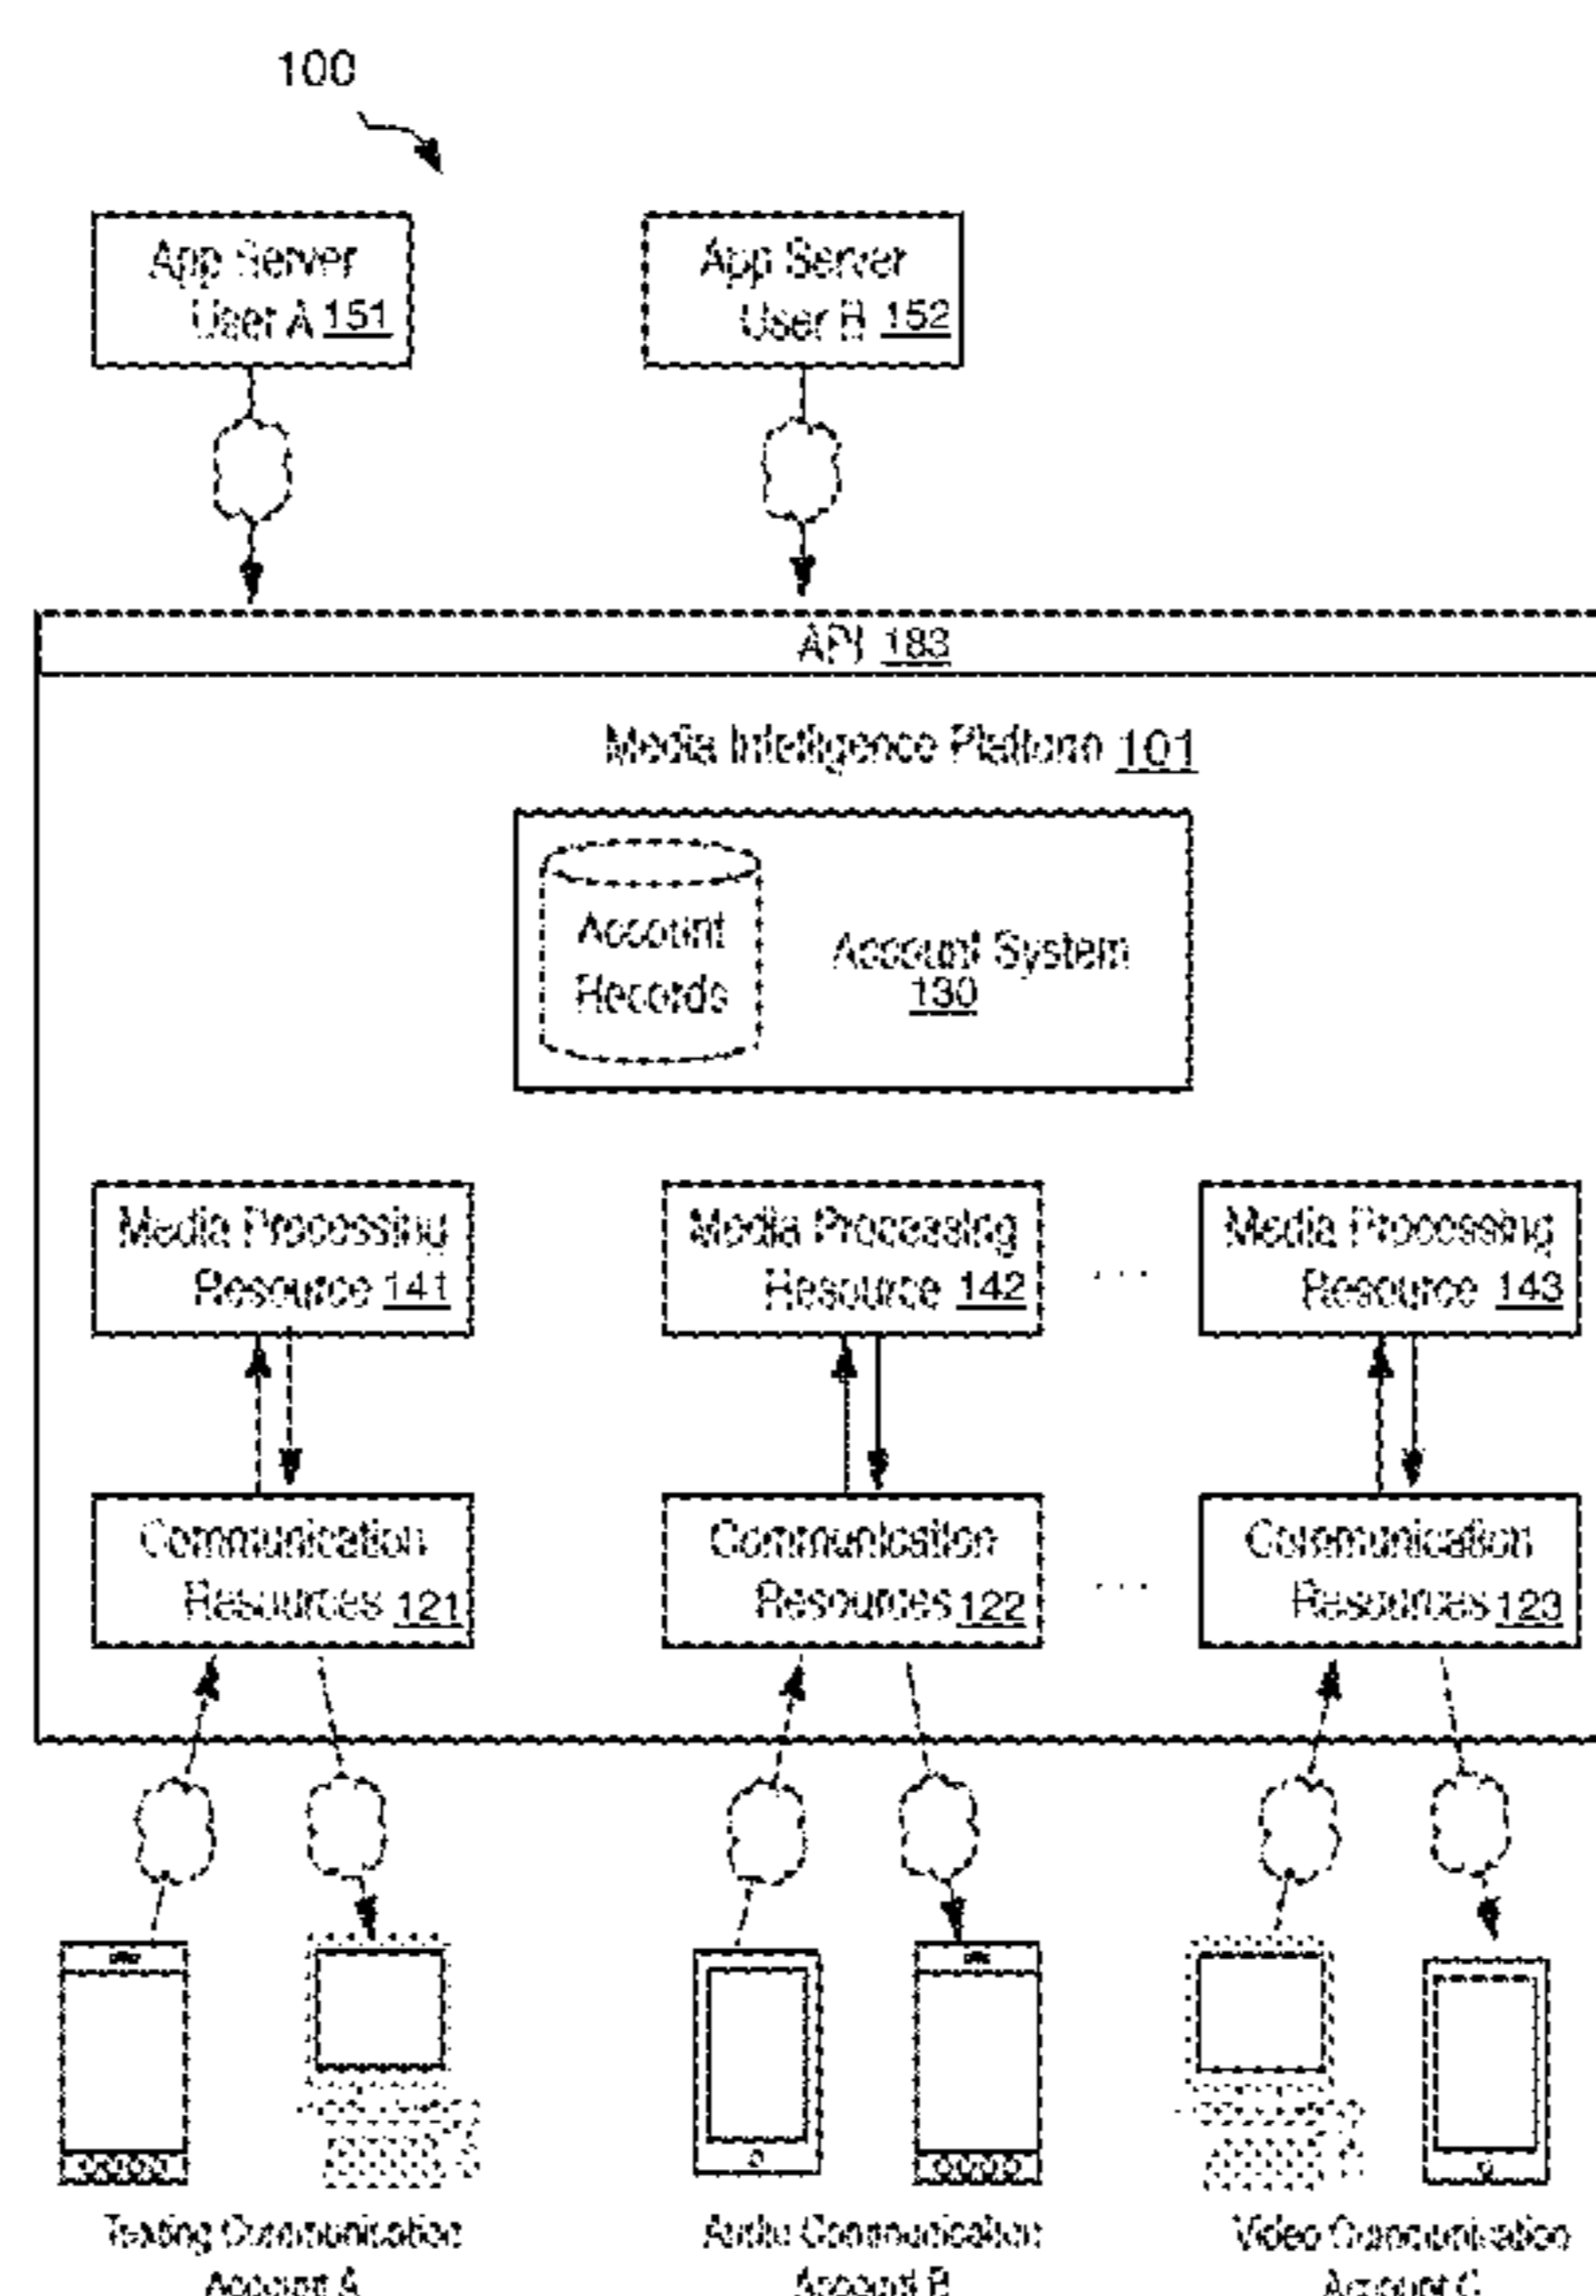 100
App Server
User A 151
App Server
User B 152
API 183
Media Intelligence Platform 101
Account
Records
Account System
130
Media Processing
Resource 141
Media Processing
Resource 142
...
Media Processing
Resource 143
Communication
Resources 121
Communication
Resources 122
...
Communication
Resources 123
Texting Communication
Account A
Audio Communication
Account B
Video Communication
Account C